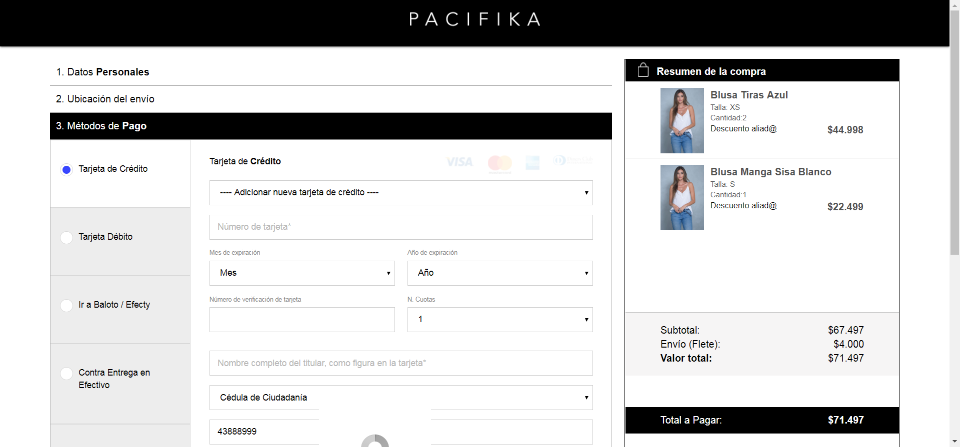 PACIFIKA
1. Datos Personales
2. Ubicación del envío
3. Métodos de Pago
Tarjeta de Crédito
Tarjeta Débito
Ir a Baloto / Efecty
Contra Entrega en
Efectivo
Tarjeta de Crédito
VISA
---- Adicionar nueva tarjeta de crédito ----
Número de tarjeta*
Mes de expiración
Año de expiración
Mes
Año
Número de verificación de tarjeta
N. Cuotas
1
Nombre completo del titular, como figura en la tarjeta*
Cédula de Ciudadanía
43888999
Resumen de la compra
Blusa Tiras Azul
Talla: XS
Cantidad:2
Descuento aliad@
$44.998
Blusa Manga Sisa Blanco
Talla: S
Cantidad:1
Descuento aliad@
$22.499
Subtotal: $67.497
Envío (Flete): $4.000
Valor total: $71.497
Total a Pagar: $71.497